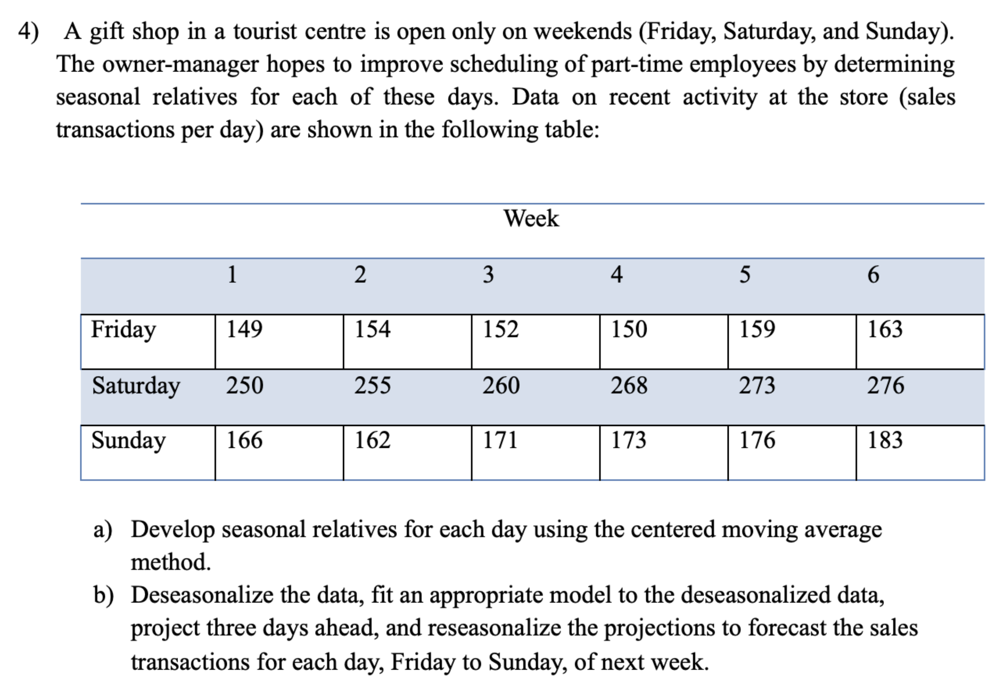 4) A gift shop in a tourist centre is open only on weekends (Friday, Saturday, and Sunday).
The owner-manager hopes to improve scheduling of part-time employees by determining
seasonal relatives for each of these days. Data on recent activity at the store (sales
transactions per day) are shown in the following table:
Week
1 2 3 4 5 6
Friday 149 154 152 150 159 163
Saturday 250 255 260 268 273 276
Sunday 166 162 171 173 176 183
a) Develop seasonal relatives for each day using the centered moving average
method.
b) Deseasonalize the data, fit an appropriate model to the deseasonalized data,
project three days ahead, and reseasonalize the projections to forecast the sales
transactions for each day, Friday to Sunday, of next week.